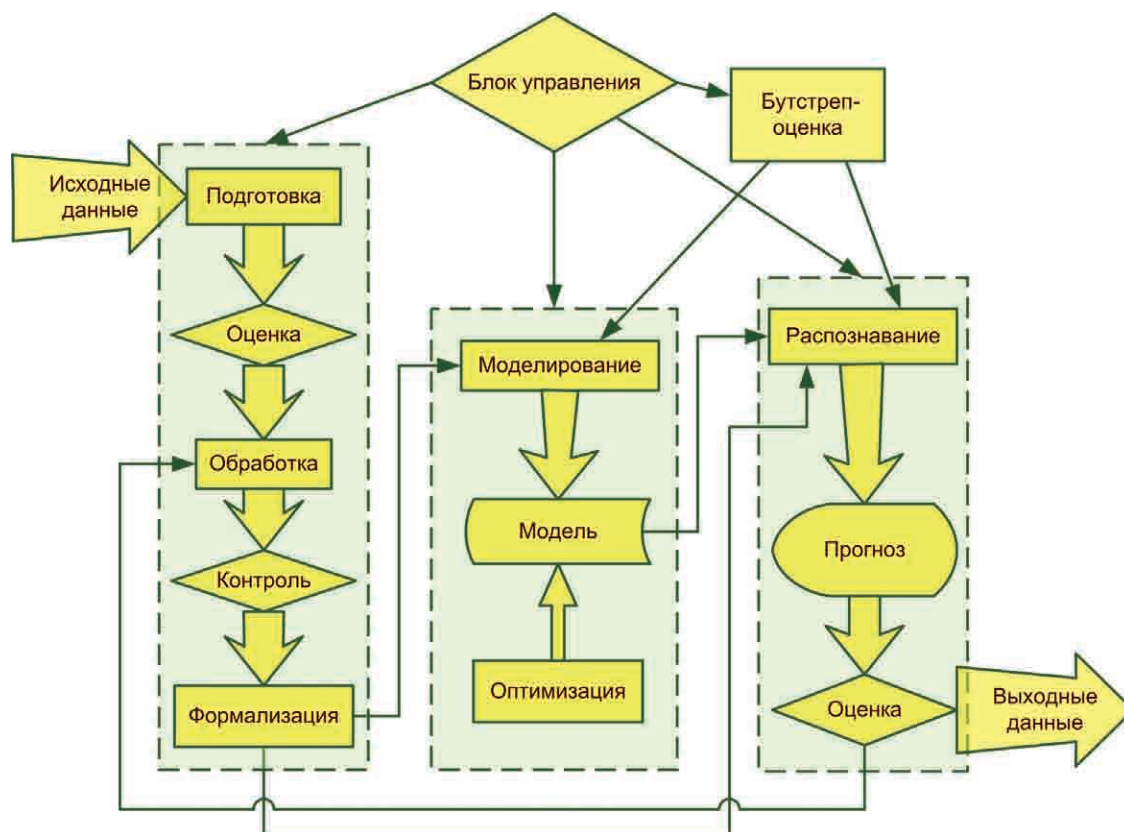 Блок управления
Бутстреп-
оценка
Исходные
данные
Подготовка
Оценка
Обработка
Контроль
Формализация
Моделирование
Модель
Оптимизация
Распознавание
Прогноз
Оценка
Выходные
данные